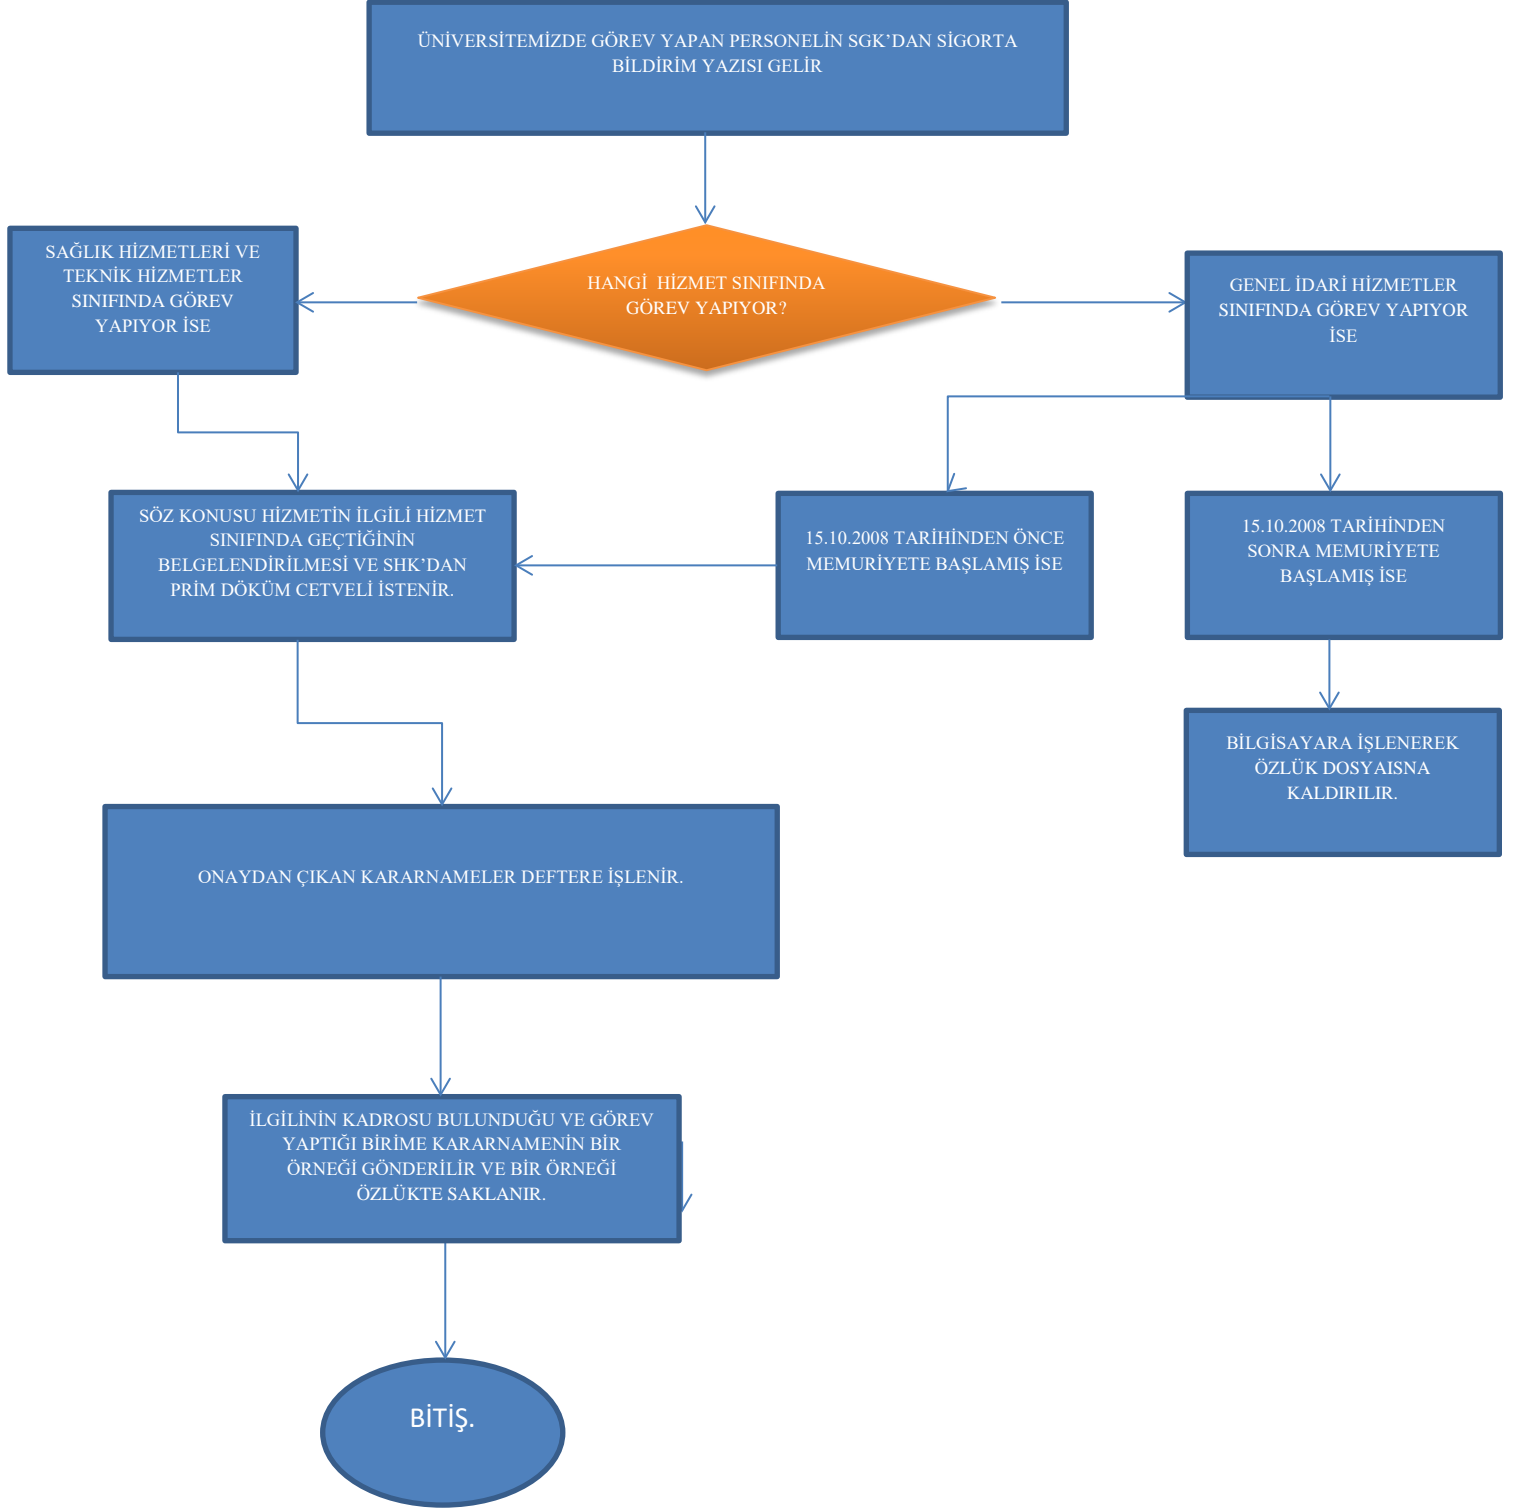 ÜNİVERSİTEMİZDE GÖREV YAPAN PERSONELİN SGK’DAN SİGORTA
BİLDİRİM YAZISI GELİR
SAĞLIK HİZMETLERİ VE
TEKNİK HİZMETLER
SINIFINDA GÖREV
YAPIYOR İSE
HANGİ HİZMET SINIFINDA
GÖREV YAPIYOR?
GENEL İDARİ HİZMETLER
SINIFINDA GÖREV YAPIYOR
İSE
SÖZ KONUSU HİZMETİN İLGİLİ HİZMET
SINIFINDA GEÇTİĞİNİN
BELGELENDİRİLMESİ VE SHK’DAN
PRİM DÖKÜM CETVELİ İSTENİR.
15.10.2008 TARİHİNDEN ÖNCE
MEMURİYETE BAŞLAMIŞ İSE
15.10.2008 TARİHİNDEN
SONRA MEMURİYETE
BAŞLAMIŞ İSE
BİLGİSAYARA İŞLENEREK
ÖZLÜK DOSYAISNA
KALDIRILIR.
ONAYDAN ÇIKAN KARARNAMELER DEFTERE İŞLENİR.
İLGİLİNİN KADROSU BULUNDUĞU VE GÖREV
YAPTIĞI BİRİME KARARNAMENİN BİR
ÖRNEĞİ GÖNDERİLİR VE BİR ÖRNEĞİ
ÖZLÜKTE SAKLANIR.
BİTİŞ.